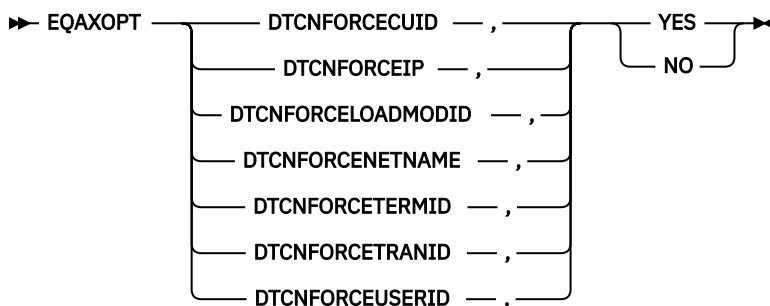 EQAXOPT DTCNFORCECUID , YES
DTCNFORCEIP , NO
DTCNFORCELOADMODID ,
DTCNFORCENETNAME ,
DTCNFORCETERMID ,
DTCNFORCETRANID ,
DTCNFORCEUSERID .